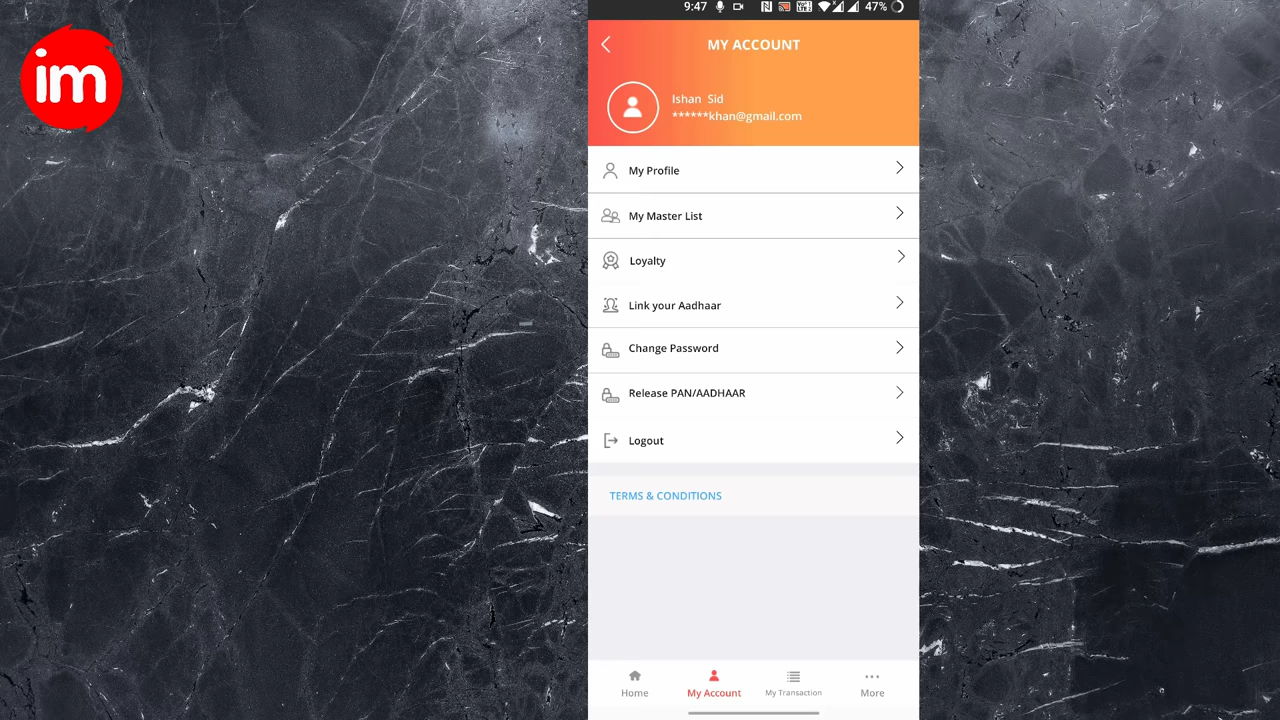 im
9:47
47%
MY ACCOUNT
Ishan Sid
******khan@gmail.com
My Profile
My Master List
Loyalty
Link your Aadhaar
Change Password
Release PAN/AADHAAR
Logout
TERMS & CONDITIONS
Home
My Account
My Transaction
More